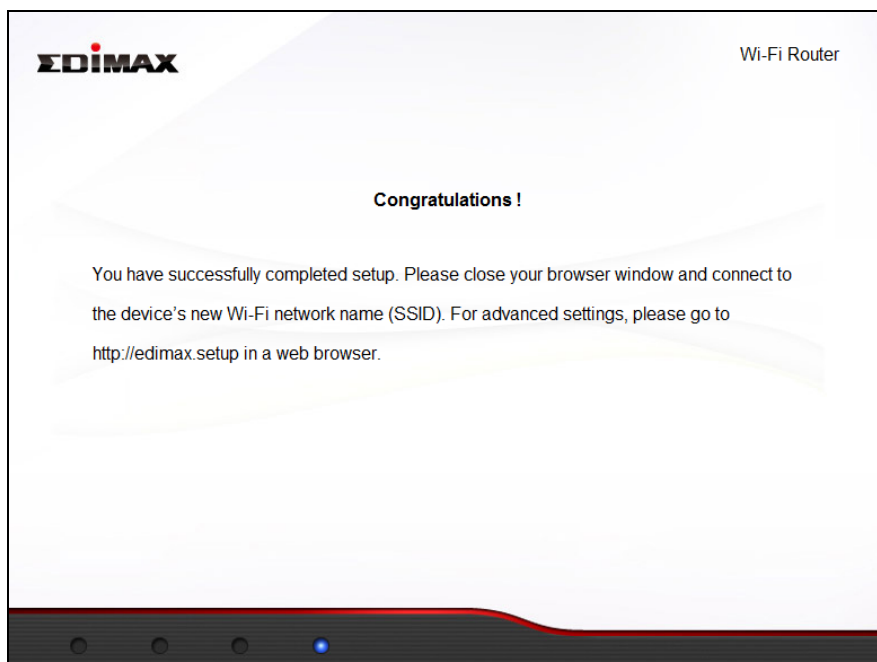 EDiMAX
Wi-Fi Router
Congratulations !
You have successfully completed setup. Please close your browser window and connect to
the device's new Wi-Fi network name (SSID). For advanced settings, please go to
http://edimax.setup in a web browser.